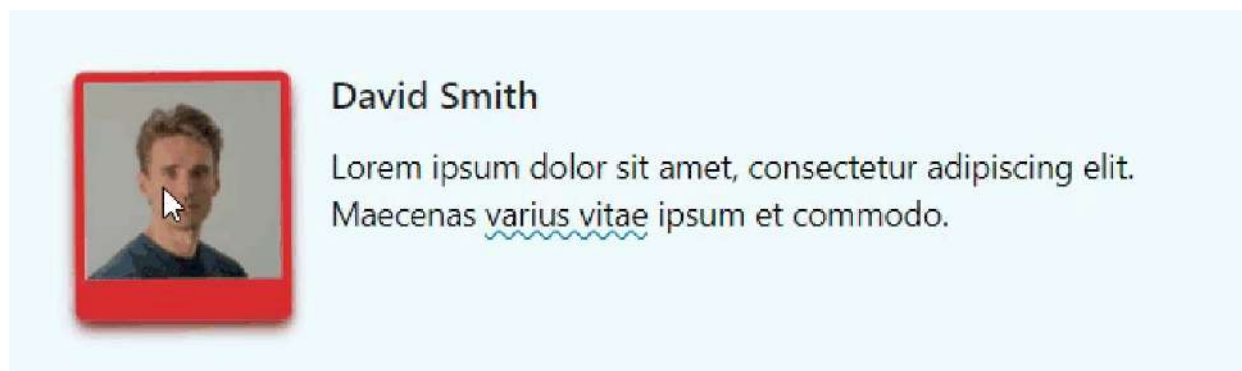 David Smith
Lorem ipsum dolor sit amet, consectetur adipiscing elit.
Maecenas varius vitae ipsum et commodo.